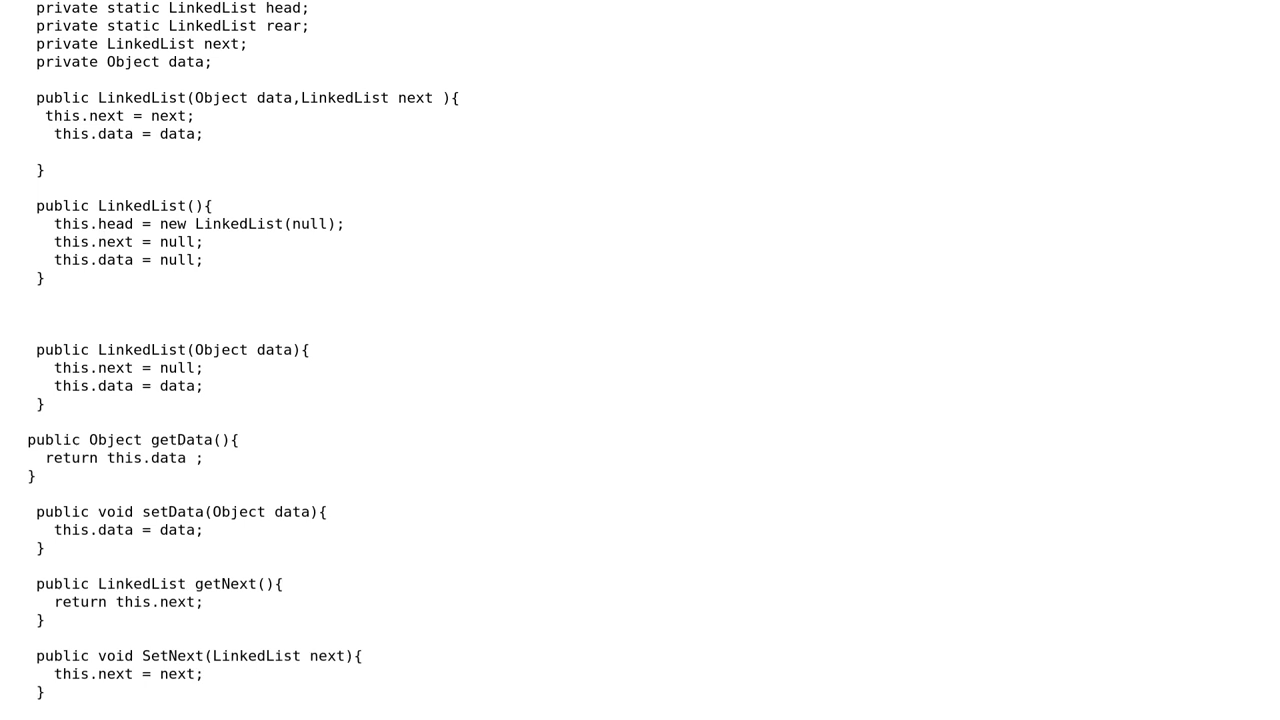 private static LinkedList head;
private static LinkedList rear;
private LinkedList next;
private Object data;
public LinkedList(Object data,LinkedList next ){
this.next = next;
this.data = data;
}
public LinkedList(){
this.head = new LinkedList(null);
this.next = null;
this.data = null;
}
public LinkedList(Object data){
this.next = null;
this.data = data;
}
public Object getData(){
return this.data ;
}
public void setData(Object data){
this.data = data;
}
public LinkedList getNext(){
return this.next;
}
public void SetNext(LinkedList next){
this.next = next;
}